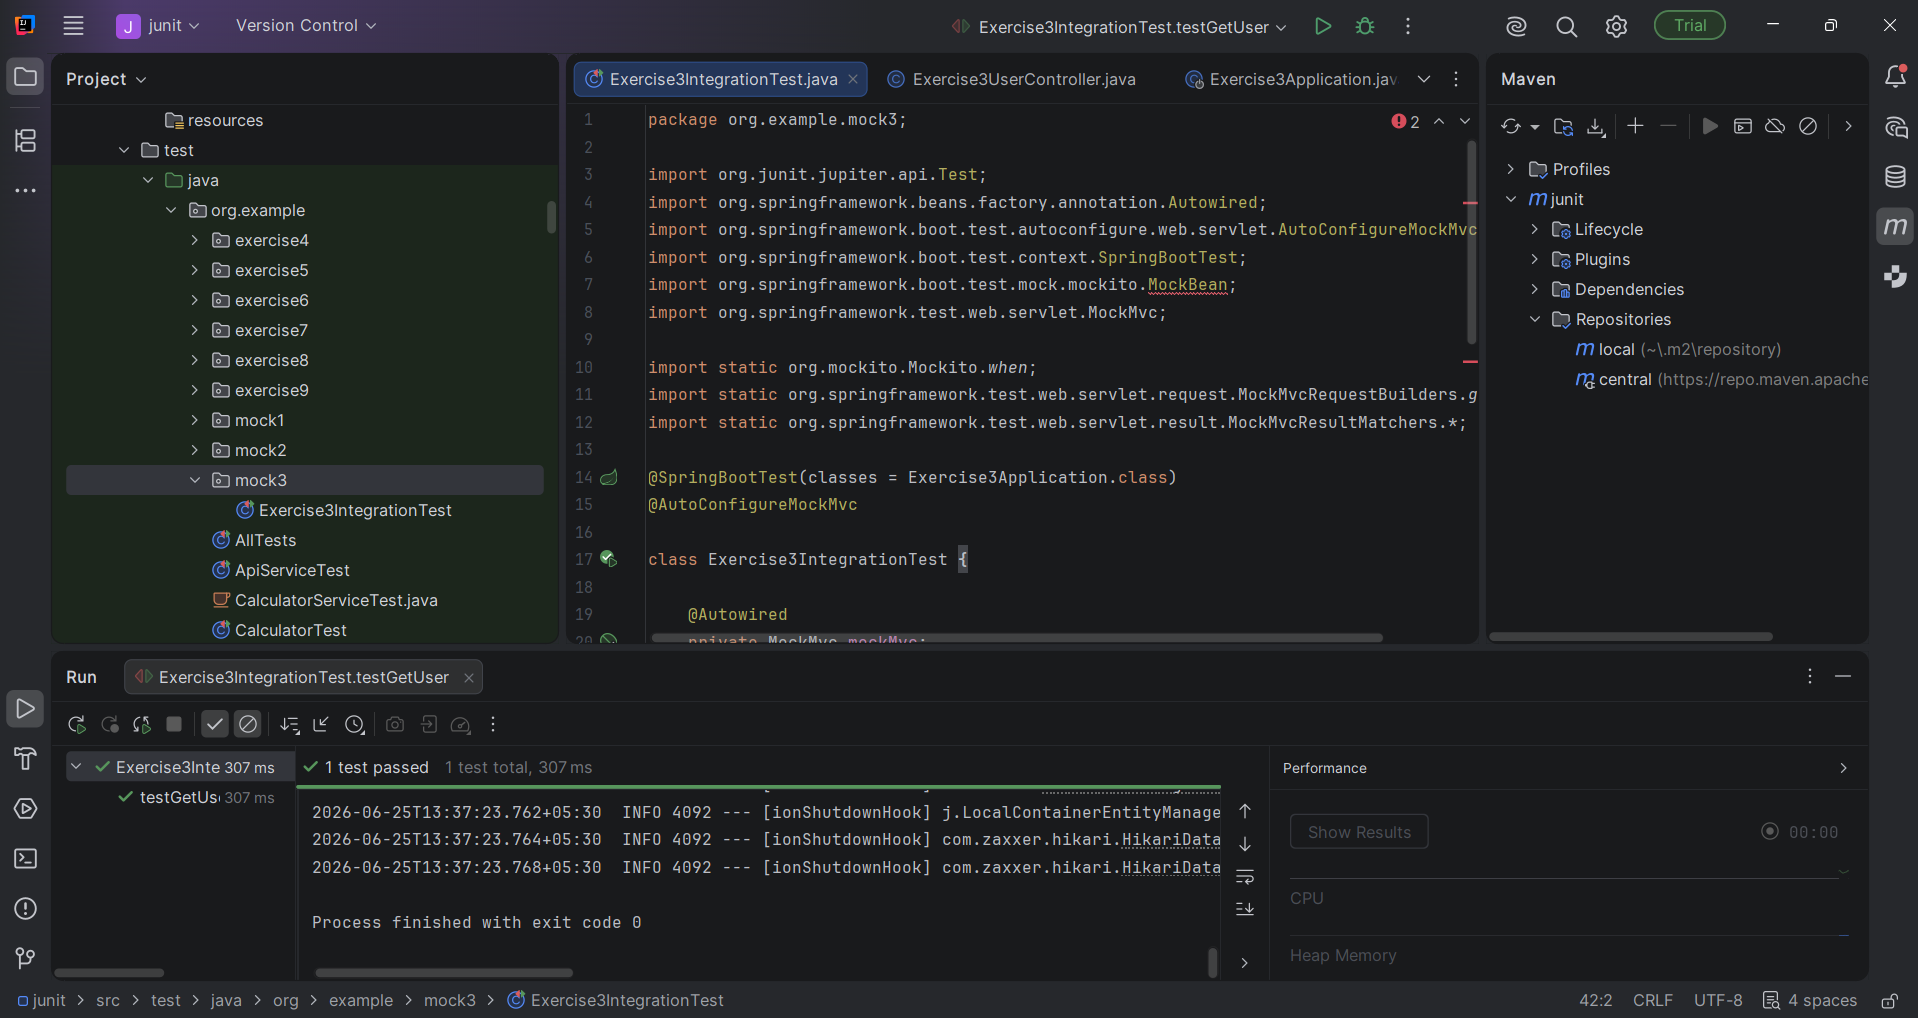 J junit
Version Control
Exercise3IntegrationTest.testGetUser
Trial
Project
resources
test
java
org.example
exercise4
exercise5
exercise6
exercise7
exercise8
exercise9
mock1
mock2
mock3
Exercise3IntegrationTest
AllTests
ApiServiceTest
CalculatorServiceTest.java
CalculatorTest
Exercise3IntegrationTest.java
Exercise3UserController.java
Exercise3Application.jav
2
1 package org.example.mock3;
2
3 import org.junit.jupiter.api.Test;
4 import org.springframework.beans.factory.annotation.Autowired;
5 import org.springframework.boot.test.autoconfigure.web.servlet.AutoConfigureMockMvc
6 import org.springframework.boot.test.context.SpringBootTest;
7 import org.springframework.boot.test.mock.mockito.MockBean;
8 import org.springframework.test.web.servlet.MockMvc;
9
10 import static org.mockito.Mockito.when;
11 import static org.springframework.test.web.servlet.request.MockMvcRequestBuilders.g
12 import static org.springframework.test.web.servlet.result.MockMvcResultMatchers.*;
13
14 @SpringBootTest(classes = Exercise3Application.class)
15 @AutoConfigureMockMvc
16
17 class Exercise3IntegrationTest {
18
19 @Autowired
20 private MockMvc mockMvc;
Maven
Profiles
m junit
Lifecycle
Plugins
Dependencies
Repositories
m local (~\.m2\repository)
m central (https://repo.maven.apache
m
Run
Exercise3IntegrationTest.testGetUser
Exercise3Inte 307 ms
testGetUs 307 ms
1 test passed 1 test total, 307 ms
2026-06-25T13:37:23.762+05:30 INFO 4092 --- [ionShutdownHook] j.LocalContainerEntityManage
2026-06-25T13:37:23.764+05:30 INFO 4092 --- [ionShutdownHook] com.zaxxer.hikari.HikariData
2026-06-25T13:37:23.768+05:30 INFO 4092 --- [ionShutdownHook] com.zaxxer.hikari.HikariData
Process finished with exit code 0
Performance
Show Results
00:00
CPU
Heap Memory
junit > src > test > java > org > example > mock3 > Exercise3IntegrationTest
42:2 CRLF UTF-8 4 spaces